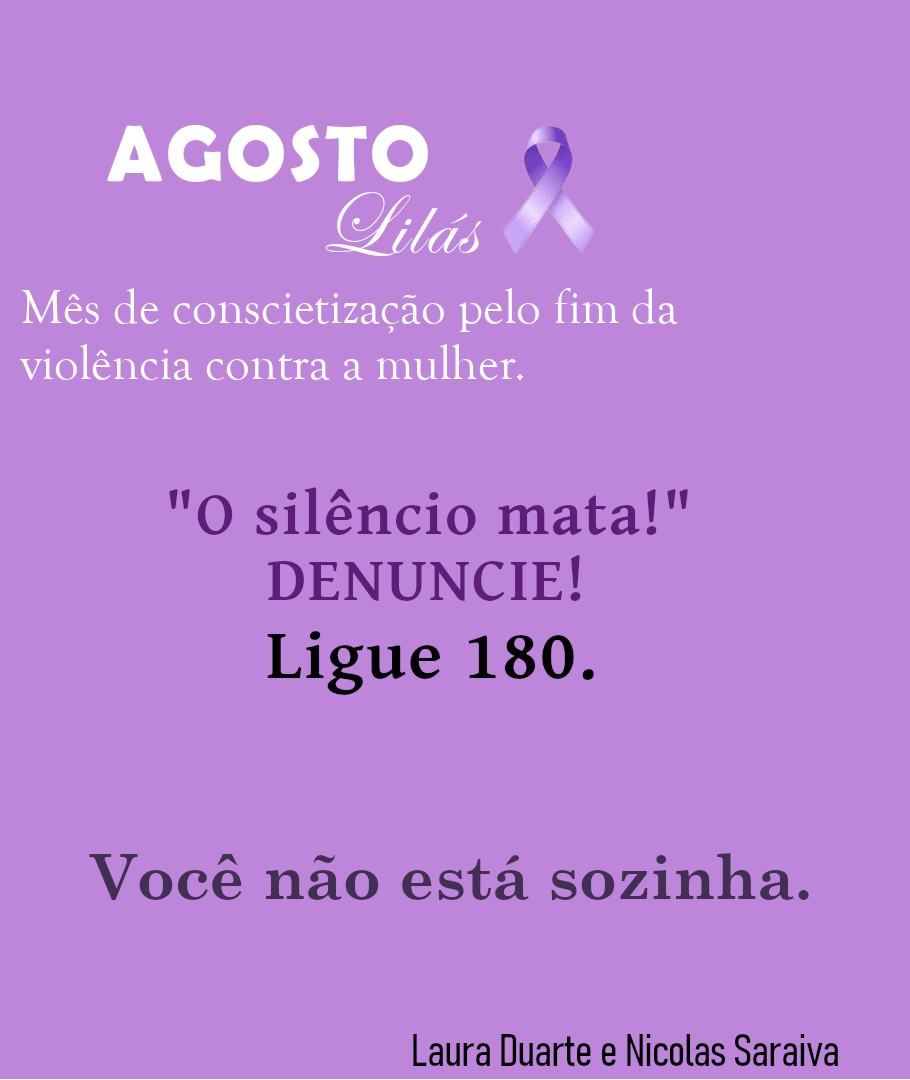 AGOSTO
Lilás
Mês de conscietização pelo fim da
violência contra a mulher.
"O silêncio mata!"
DENUNCIE!
Ligue 180.
Você não está sozinha.
Laura Duarte e Nicolas Saraiva